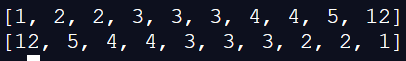 [1, 2, 2, 3, 3, 3, 4, 4, 5, 12]
[12, 5, 4, 4, 3, 3, 3, 2, 2, 1]